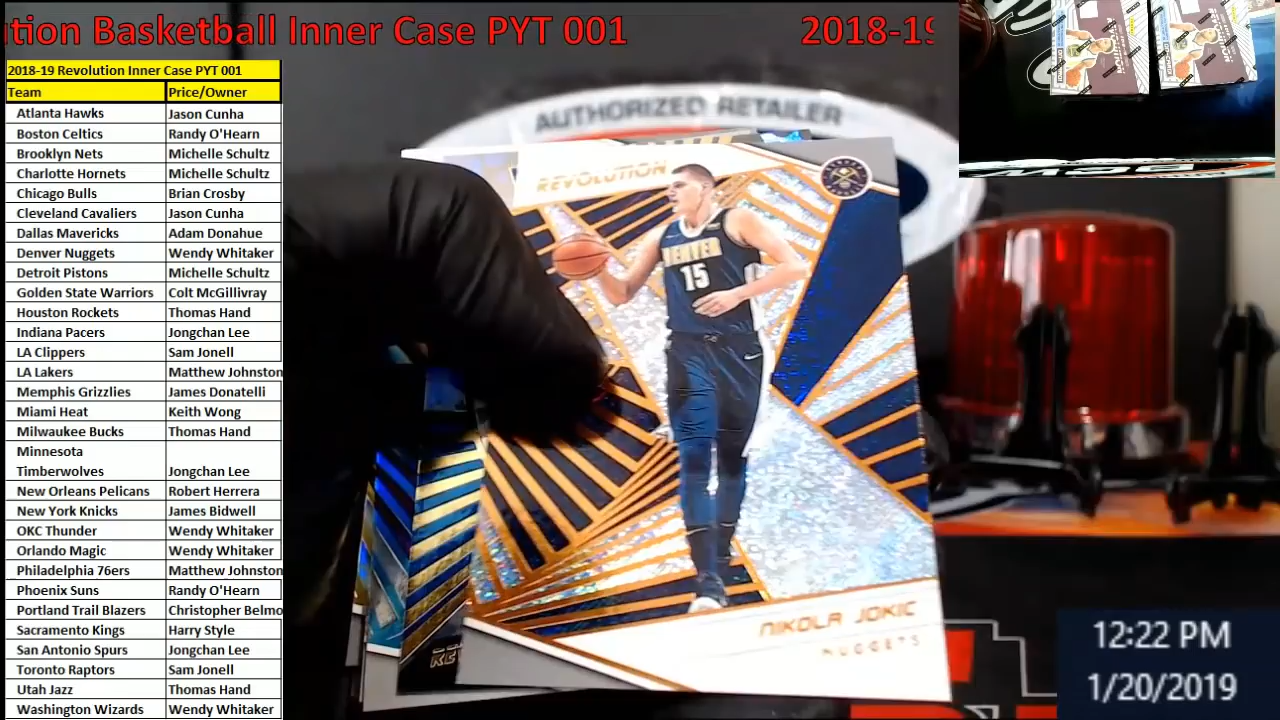 tion Basketball Inner Case PYT 001 2018-19
2018-19 Revolution Inner Case PYT 001
Team Price/Owner
Atlanta Hawks Jason Cunha
Boston Celtics Randy O'Hearn
Brooklyn Nets Michelle Schultz
Charlotte Hornets Michelle Schultz
Chicago Bulls Brian Crosby
Cleveland Cavaliers Jason Cunha
Dallas Mavericks Adam Donahue
Denver Nuggets Wendy Whitaker
Detroit Pistons Michelle Schultz
Golden State Warriors Colt McGillivray
Houston Rockets Thomas Hand
Indiana Pacers Jongchan Lee
LA Clippers Sam Jonell
LA Lakers Matthew Johnston
Memphis Grizzlies James Donatelli
Miami Heat Keith Wong
Milwaukee Bucks Thomas Hand
Minnesota
Timberwolves Jongchan Lee
New Orleans Pelicans Robert Herrera
New York Knicks James Bidwell
OKC Thunder Wendy Whitaker
Orlando Magic Wendy Whitaker
Philadelphia 76ers Matthew Johnston
Phoenix Suns Randy O'Hearn
Portland Trail Blazers Christopher Belmo
Sacramento Kings Harry Style
San Antonio Spurs Jongchan Lee
Toronto Raptors Sam Jonell
Utah Jazz Thomas Hand
Washington Wizards Wendy Whitaker
AUTHORIZED RETAILER
REVOLUTION
DENVER
15
NIKOLA JOKIC
NUGGETS
12:22 PM
1/20/2019